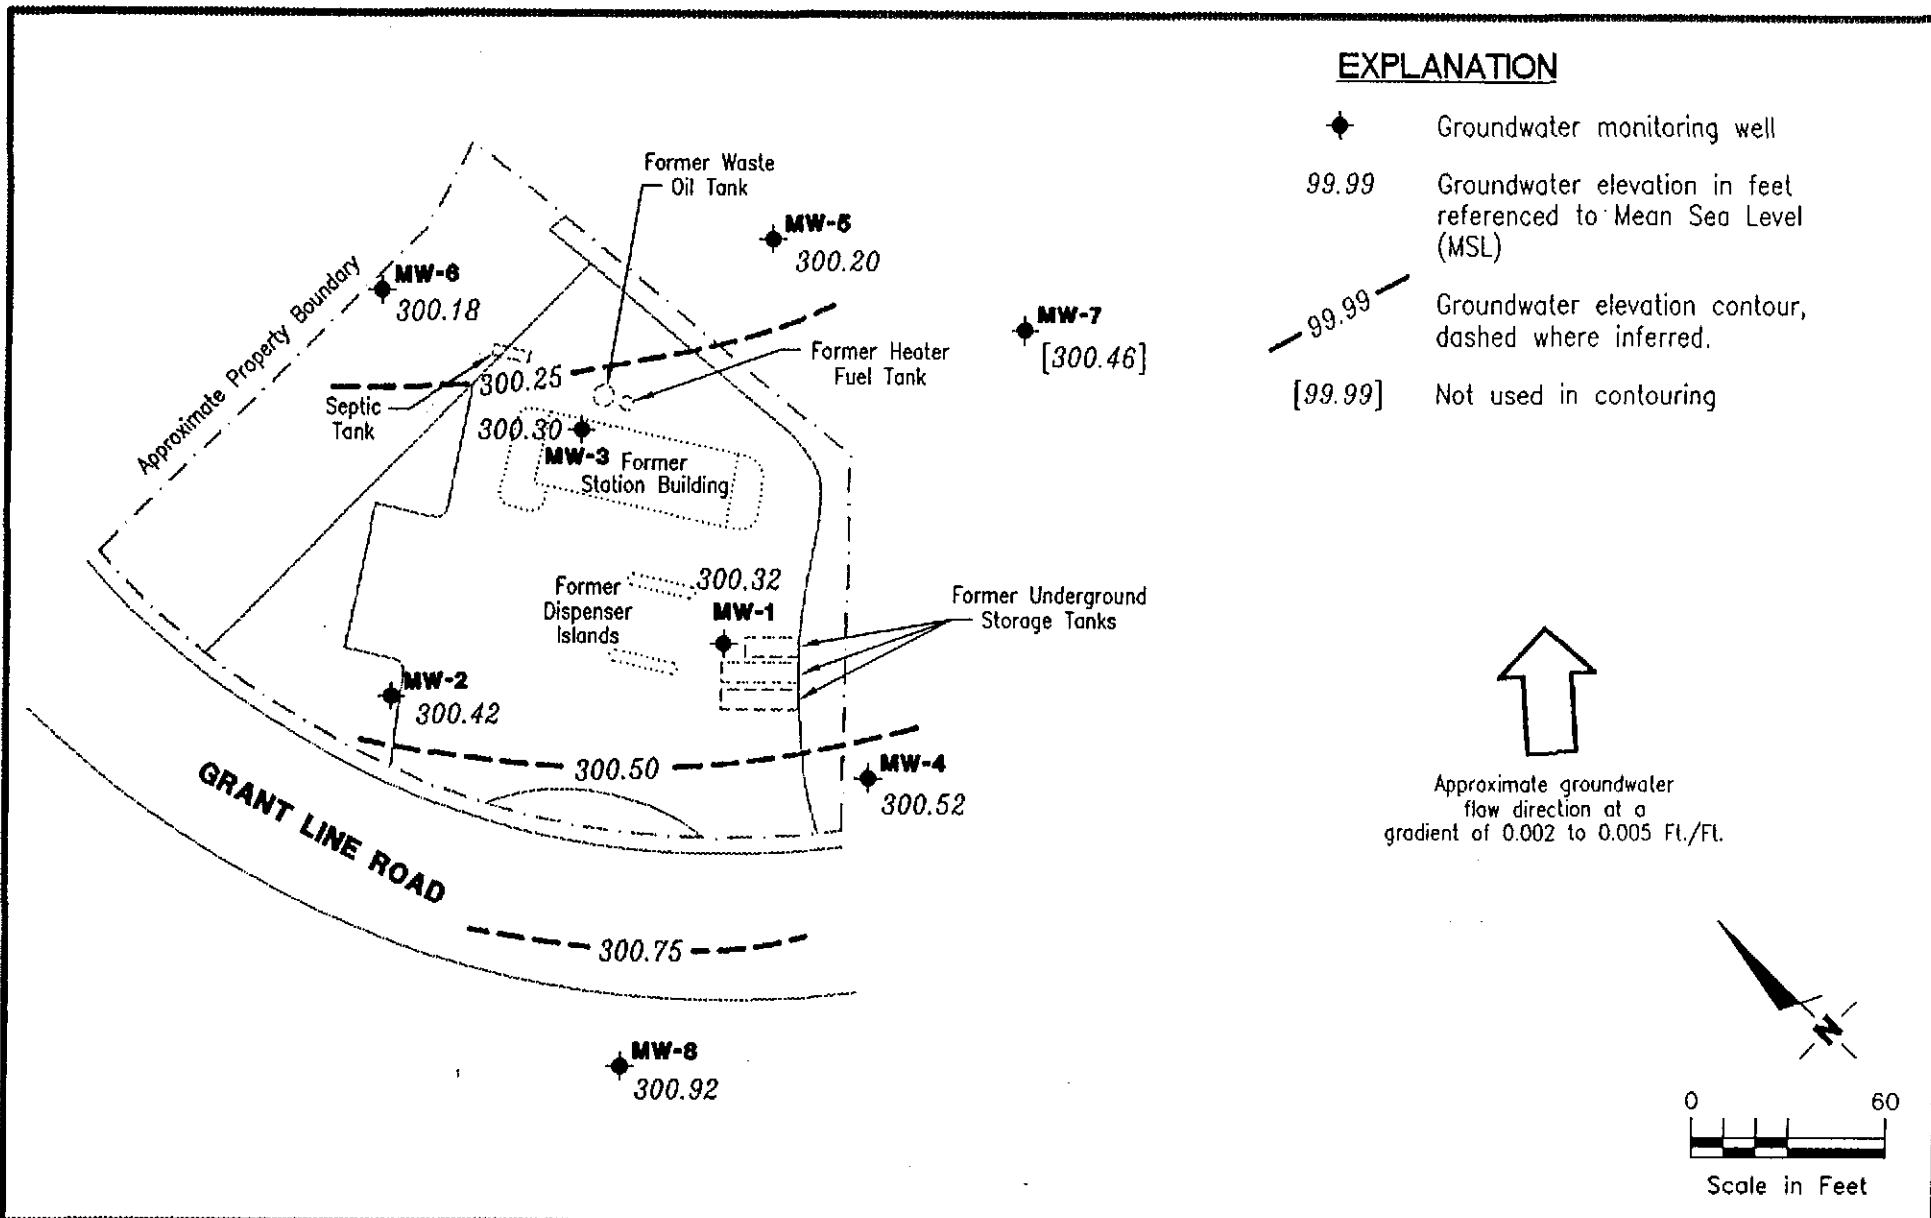 EXPLANATION
Groundwater monitoring well
99.99
Groundwater elevation in feet
referenced to Mean Sea Level
(MSL)
99.99
Groundwater elevation contour,
dashed where inferred.
[99.99]
Not used in contouring
Former Waste
Oil Tank
MW-5
300.20
MW-6
300.18
Approximate Property Boundary
MW-7
[300.46]
Former Heater
Fuel Tank
300.25
Septic
Tank
300.30
MW-3
Former
Station Building
300.32
MW-1
Former
Dispenser
Islands
Former Underground
Storage Tanks
MW-2
300.42
300.50
MW-4
300.52
GRANT LINE ROAD
300.75
MW-8
300.92
Approximate groundwater
flow direction at a
gradient of 0.002 to 0.005 Ft./Ft.
N
0 60
Scale in Feet